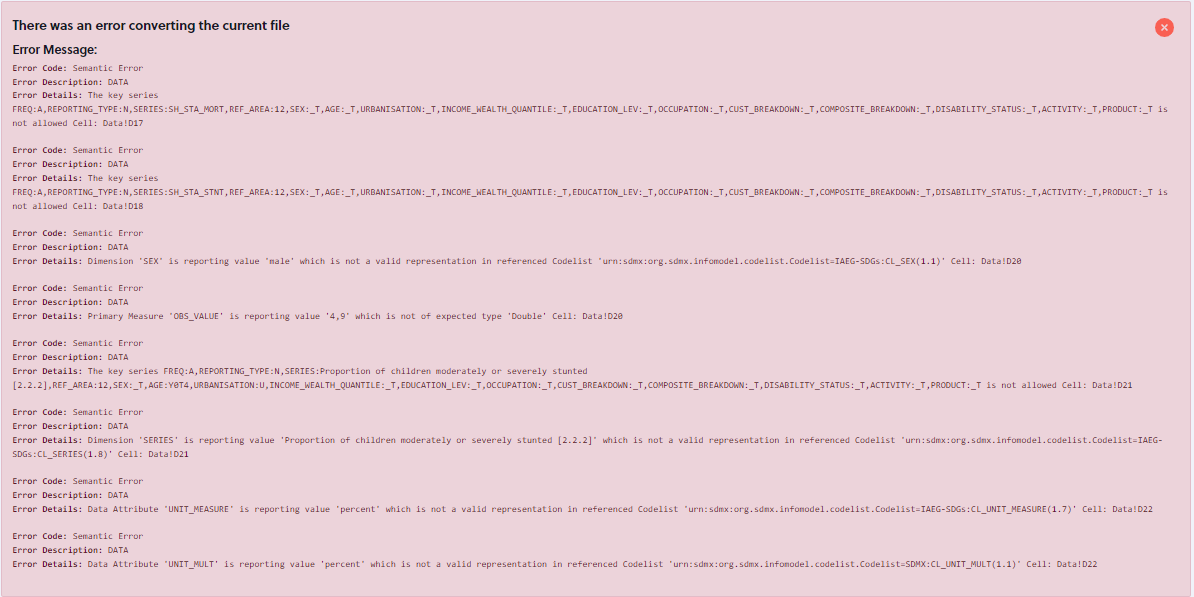 There was an error converting the current file
Error Message:
Error Code: Semantic Error
Error Description: DATA
Error Details: The key series
FREQ:A,REPORTING_TYPE:N,SERIES:SH_STA_MORT,REF_AREA:12,SEX:_T,AGE:_T,URBANISATION:_T,INCOME_WEALTH_QUANTILE:_T,EDUCATION_LEV:_T,OCCUPATION:_T,CUST_BREAKDOWN:_T,COMPOSITE_BREAKDOWN:_T,DISABILITY_STATUS:_T,ACTIVITY:_T,PRODUCT:_T is
not allowed Cell: Data!D17
Error Code: Semantic Error
Error Description: DATA
Error Details: The key series
FREQ:A,REPORTING_TYPE:N,SERIES:SH_STA_STNT,REF_AREA:12,SEX:_T,AGE:_T,URBANISATION:_T,INCOME_WEALTH_QUANTILE:_T,EDUCATION_LEV:_T,OCCUPATION:_T,CUST_BREAKDOWN:_T,COMPOSITE_BREAKDOWN:_T,DISABILITY_STATUS:_T,ACTIVITY:_T,PRODUCT:_T is
not allowed Cell: Data!D18
Error Code: Semantic Error
Error Description: DATA
Error Details: Dimension 'SEX' is reporting value 'male' which is not a valid representation in referenced Codelist 'urn:sdmx:org.sdmx.infomodel.codelist.Codelist=IAEG-SDGs:CL_SEX(1.1)' Cell: Data!D20
Error Code: Semantic Error
Error Description: DATA
Error Details: Primary Measure 'OBS_VALUE' is reporting value '4,9' which is not of expected type 'Double' Cell: Data!D20
Error Code: Semantic Error
Error Description: DATA
Error Details: The key series FREQ:A,REPORTING_TYPE:N,SERIES:Proportion of children moderately or severely stunted
[2.2.2],REF_AREA:12,SEX:_T,AGE:Y0T4,URBANISATION:U,INCOME_WEALTH_QUANTILE:_T,EDUCATION_LEV:_T,OCCUPATION:_T,CUST_BREAKDOWN:_T,COMPOSITE_BREAKDOWN:_T,DISABILITY_STATUS:_T,ACTIVITY:_T,PRODUCT:_T is not allowed Cell: Data!D21
Error Code: Semantic Error
Error Description: DATA
Error Details: Dimension 'SERIES' is reporting value 'Proportion of children moderately or severely stunted [2.2.2]' which is not a valid representation in referenced Codelist 'urn:sdmx:org.sdmx.infomodel.codelist.Codelist=IAEG-
SDGs:CL_SERIES(1.8)' Cell: Data!D21
Error Code: Semantic Error
Error Description: DATA
Error Details: Data Attribute 'UNIT_MEASURE' is reporting value 'percent' which is not a valid representation in referenced Codelist 'urn:sdmx:org.sdmx.infomodel.codelist.Codelist=IAEG-SDGs:CL_UNIT_MEASURE(1.7)' Cell: Data!D22
Error Code: Semantic Error
Error Description: DATA
Error Details: Data Attribute 'UNIT_MULT' is reporting value 'percent' which is not a valid representation in referenced Codelist 'urn:sdmx:org.sdmx.infomodel.codelist.Codelist=SDMX:CL_UNIT_MULT(1.1)' Cell: Data!D22